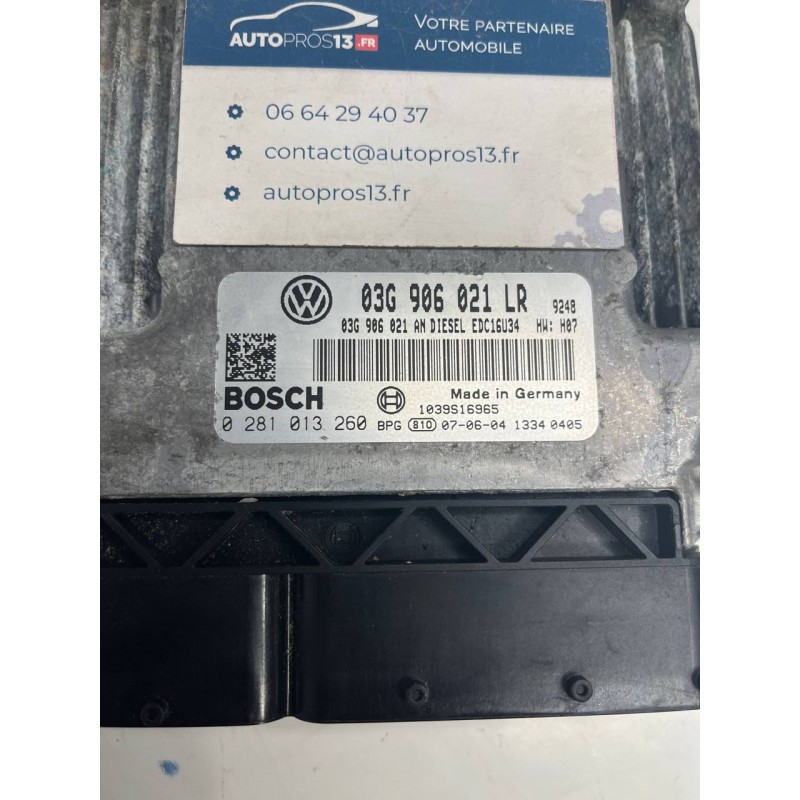 AUTOPROS13.FR
VOTRE PARTENAIRE
AUTOMOBILE
06 64 29 40 37
contact@autopros13.fr
autopros13.fr
03G 906 021 LR 9248
03G 906 021 AN DIESEL EDC16U34 HW: H07
BOSCH
Made in Germany
1039S16965
0 281 013 260 BPG 810 07-06-04 1334 0405